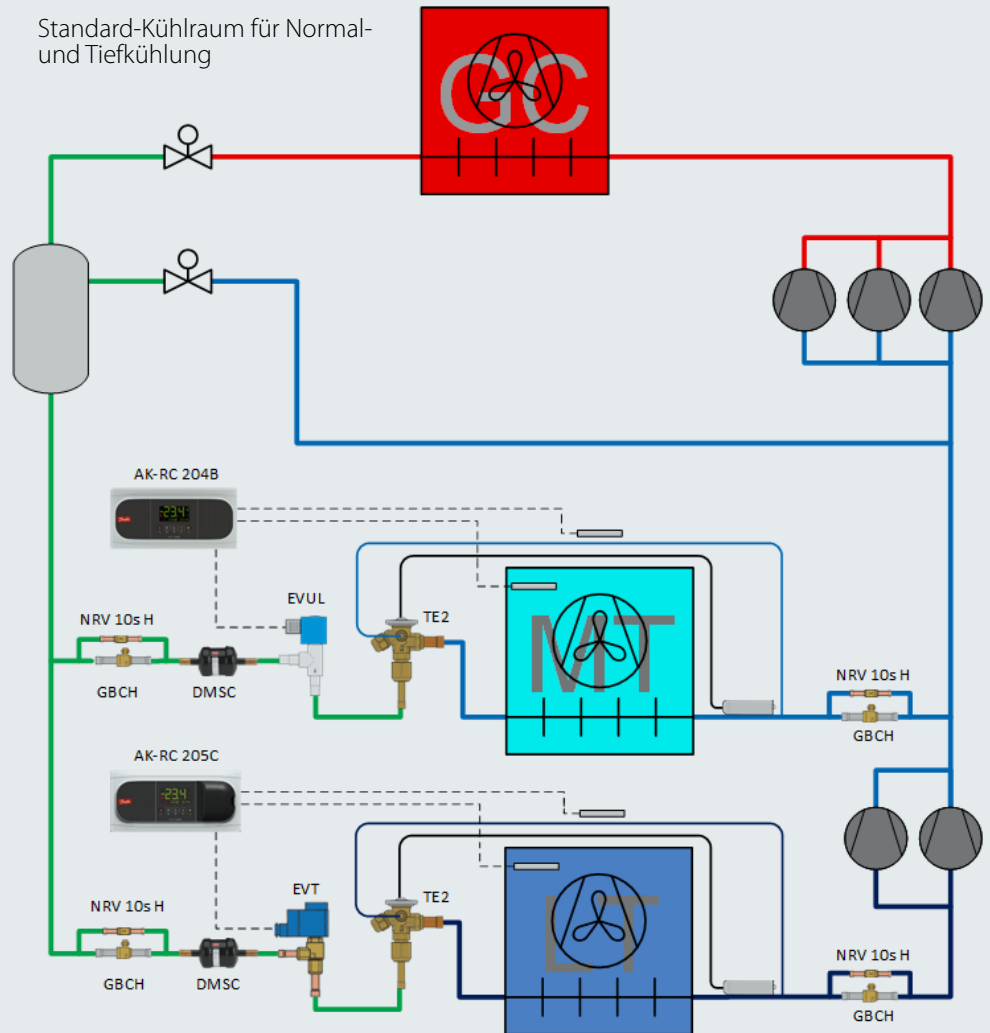 Standard-Kühlraum für Normal-
und Tiefkühlung
GC
AK-RC 204B
-23.4
EVUL
TE2
MT
NRV 10s H
GBCH
DMSC
NRV 10s H
GBCH
AK-RC 205C
-23.4
EVT
TE2
LT
NRV 10s H
GBCH
DMSC
NRV 10s H
GBCH